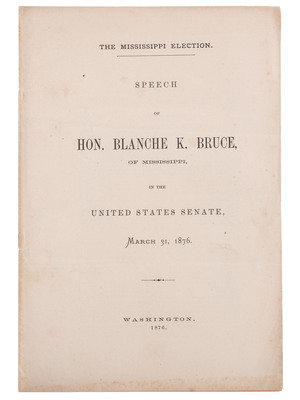 THE MISSISSIPPI ELECTION.
SPEECH
OF
HON. BLANCHE K. BRUCE,
OF MISSISSIPPI,
IN THE
UNITED STATES SENATE,
MARCH 31, 1876.
WASHINGTON.
1876.